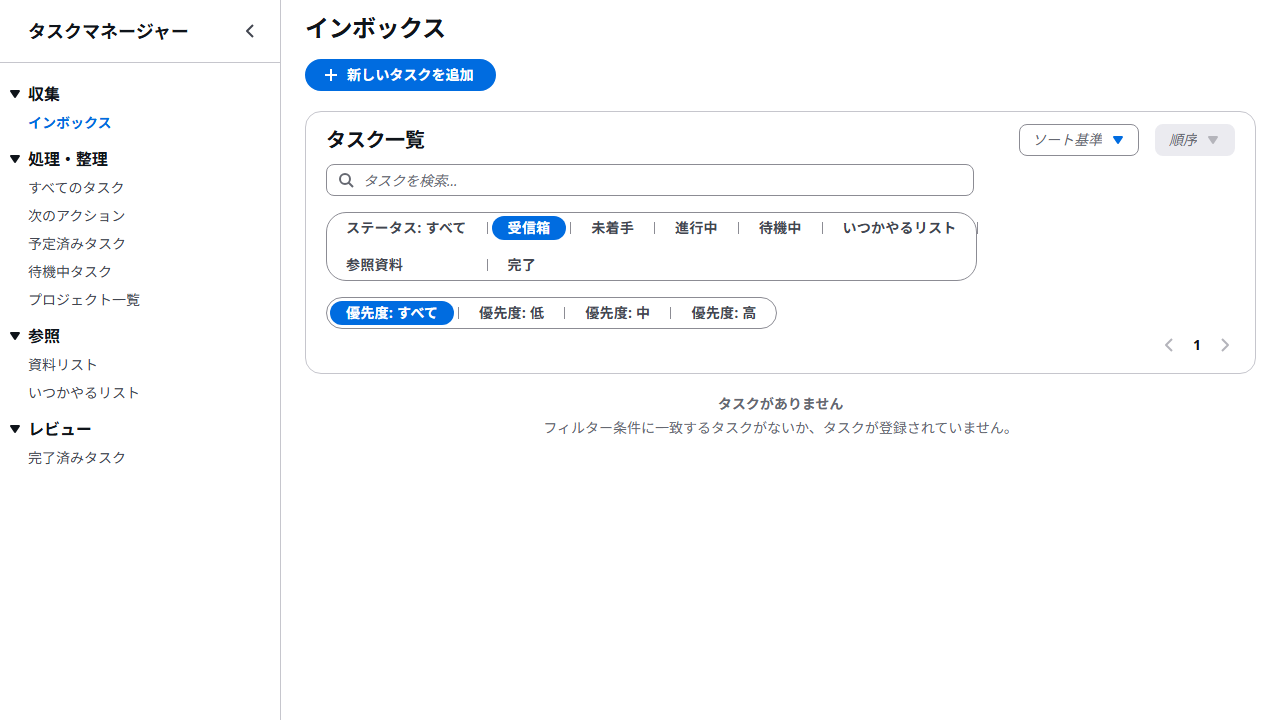 タスクマネージャー
収集
インボックス
処理・整理
すべてのタスク
次のアクション
予定済みタスク
待機中タスク
プロジェクト一覧
参照
資料リスト
いつかやるリスト
レビュー
完了済みタスク
インボックス
新しいタスクを追加
タスク一覧
ソート基準
順序
タスクを検索...
ステータス: すべて 受信箱 未着手 進行中 待機中 いつかやるリスト
参照資料 完了
優先度: すべて 優先度: 低 優先度: 中 優先度: 高
1
タスクがありません
フィルター条件に一致するタスクがないか、タスクが登録されていません。